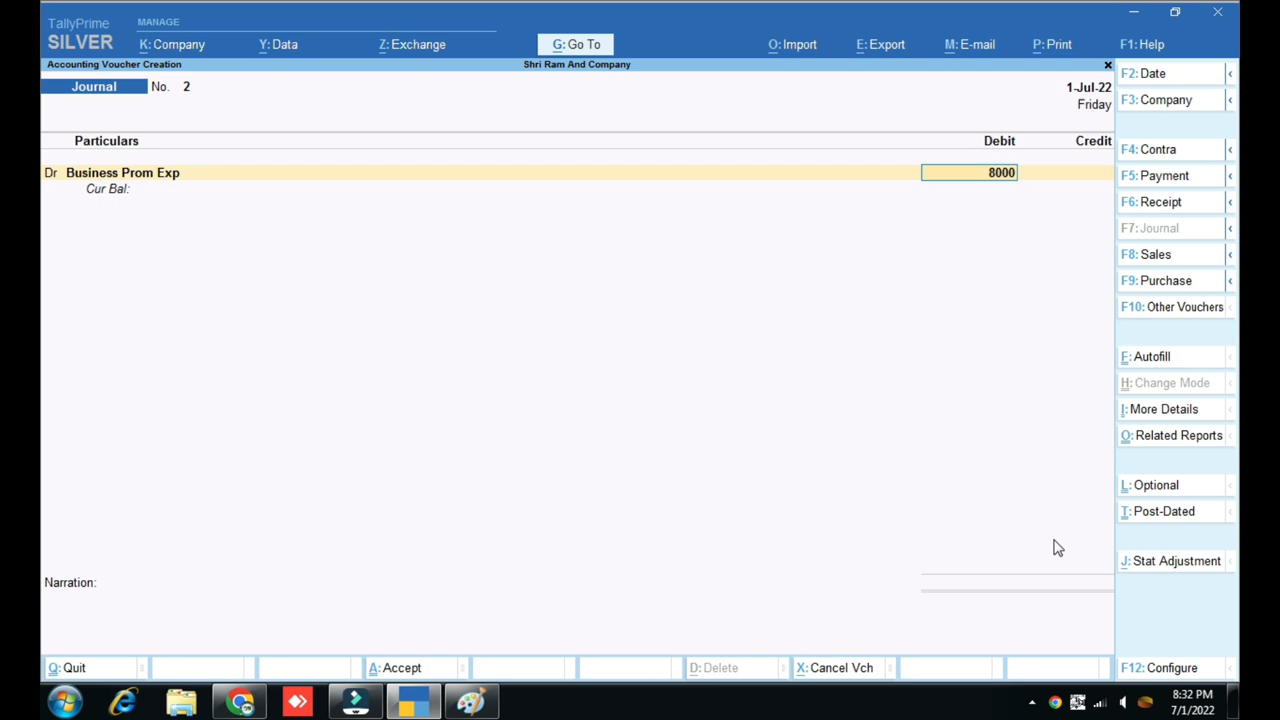 TallyPrime
SILVER
MANAGE
K: Company
Y: Data
Z: Exchange
G: Go To
O: Import
E: Export
M: E-mail
P: Print
F1: Help
Accounting Voucher Creation
Shri Ram And Company
Journal No. 2
1-Jul-22
Friday
Particulars Debit Credit
Dr Business Prom Exp 8000
Cur Bal:
Narration:
F2: Date
F3: Company
F4: Contra
F5: Payment
F6: Receipt
F7: Journal
F8: Sales
F9: Purchase
F10: Other Vouchers
F: Autofill
H: Change Mode
I: More Details
O: Related Reports
L: Optional
T: Post-Dated
J: Stat Adjustment
Q: Quit
A: Accept
D: Delete
X: Cancel Vch
F12: Configure
8:32 PM
7/1/2022